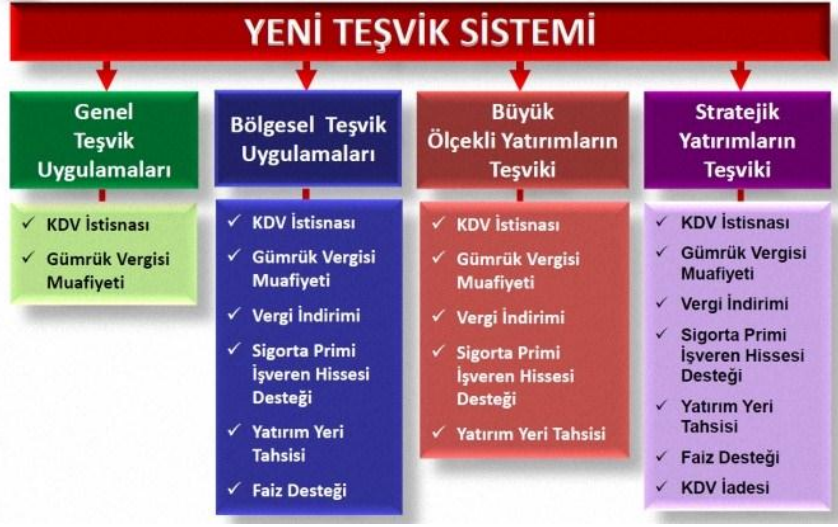 YENİ TEŞVİK SİSTEMİ
Genel
Teşvik
Uygulamaları
KDV İstisnası
Gümrük Vergisi
Muafiyeti
Bölgesel Teşvik
Uygulamaları
KDV İstisnası
Gümrük Vergisi
Muafiyeti
Vergi İndirimi
Sigorta Primi
İşveren Hissesi
Desteği
Yatırım Yeri
Tahsisi
Faiz Desteği
Büyük
Ölçekli Yatırımların
Teşviki
KDV İstisnası
Gümrük Vergisi
Muafiyeti
Vergi İndirimi
Sigorta Primi
İşveren Hissesi
Desteği
Yatırım Yeri Tahsisi
Stratejik
Yatırımların
Teşviki
KDV İstisnası
Gümrük Vergisi
Muafiyeti
Vergi İndirimi
Sigorta Primi
İşveren Hissesi
Desteği
Yatırım Yeri
Tahsisi
Faiz Desteği
KDV İadesi